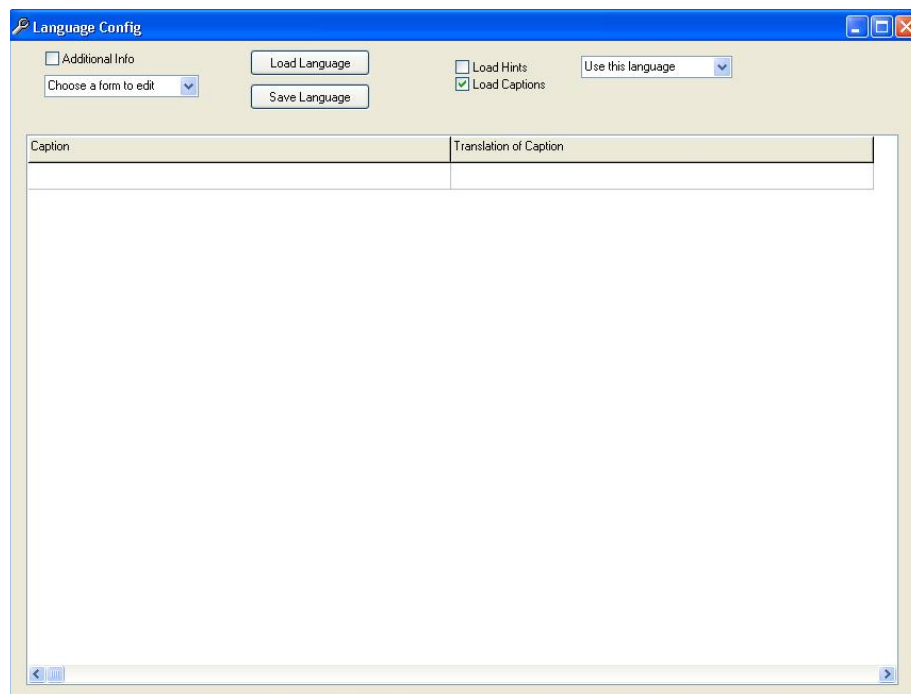 Language Config
Additional Info
Choose a form to edit
Load Language
Save Language
Load Hints
Load Captions
Use this language
Caption
Translation of Caption